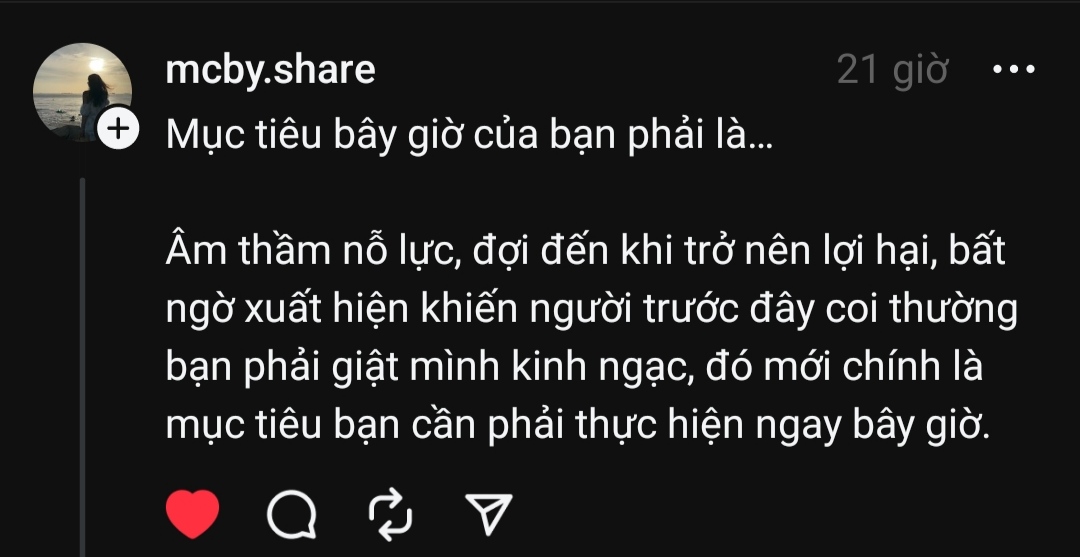 mcby.share
21 giờ
Mục tiêu bây giờ của bạn phải là...
Âm thầm nỗ lực, đợi đến khi trở nên lợi hại, bất
ngờ xuất hiện khiến người trước đây coi thường
bạn phải giật mình kinh ngạc, đó mới chính là
mục tiêu bạn cần phải thực hiện ngay bây giờ.